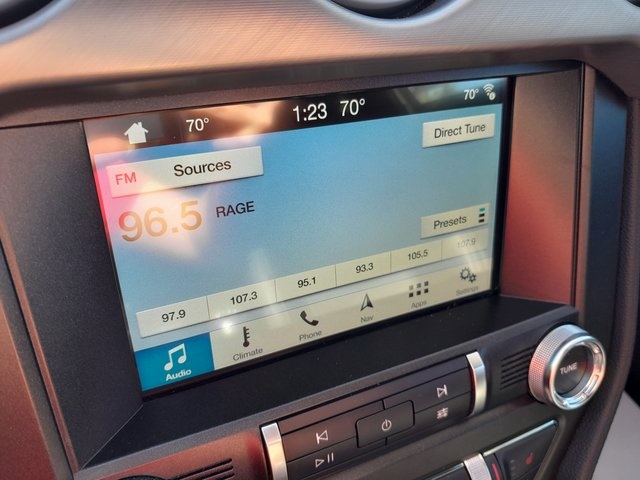 70° 1:23 70° 70°
FM Sources Direct Tune
96.5 RAGE
Presets
97.9 107.3 95.1 93.3 105.5 107.9
Audio Climate Phone Nav Apps Settings
TUNE